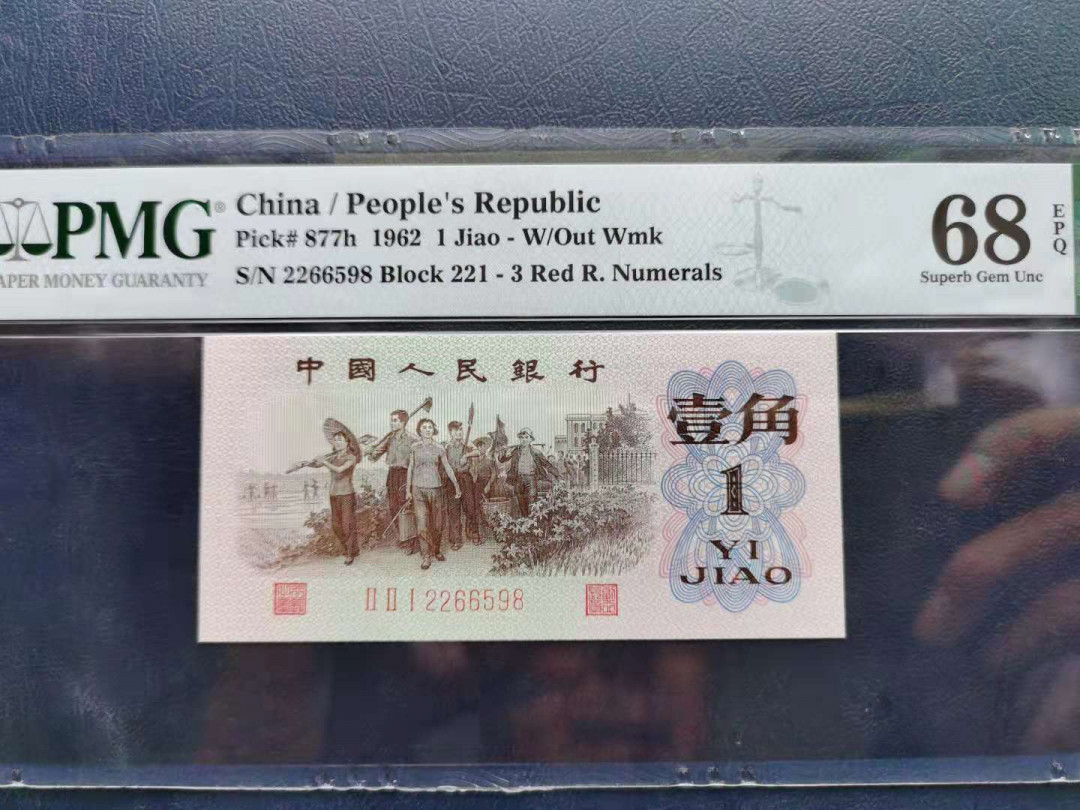 PMG®
APER MONEY GUARANTY
China / People's Republic
Pick# 877h 1962 1 Jiao - W/Out Wmk
S/N 2266598 Block 221 - 3 Red R. Numerals
68
EPQ
Superb Gem Unc
中國人民銀行
壹角
1
YI
JIAO
II II I 2266598